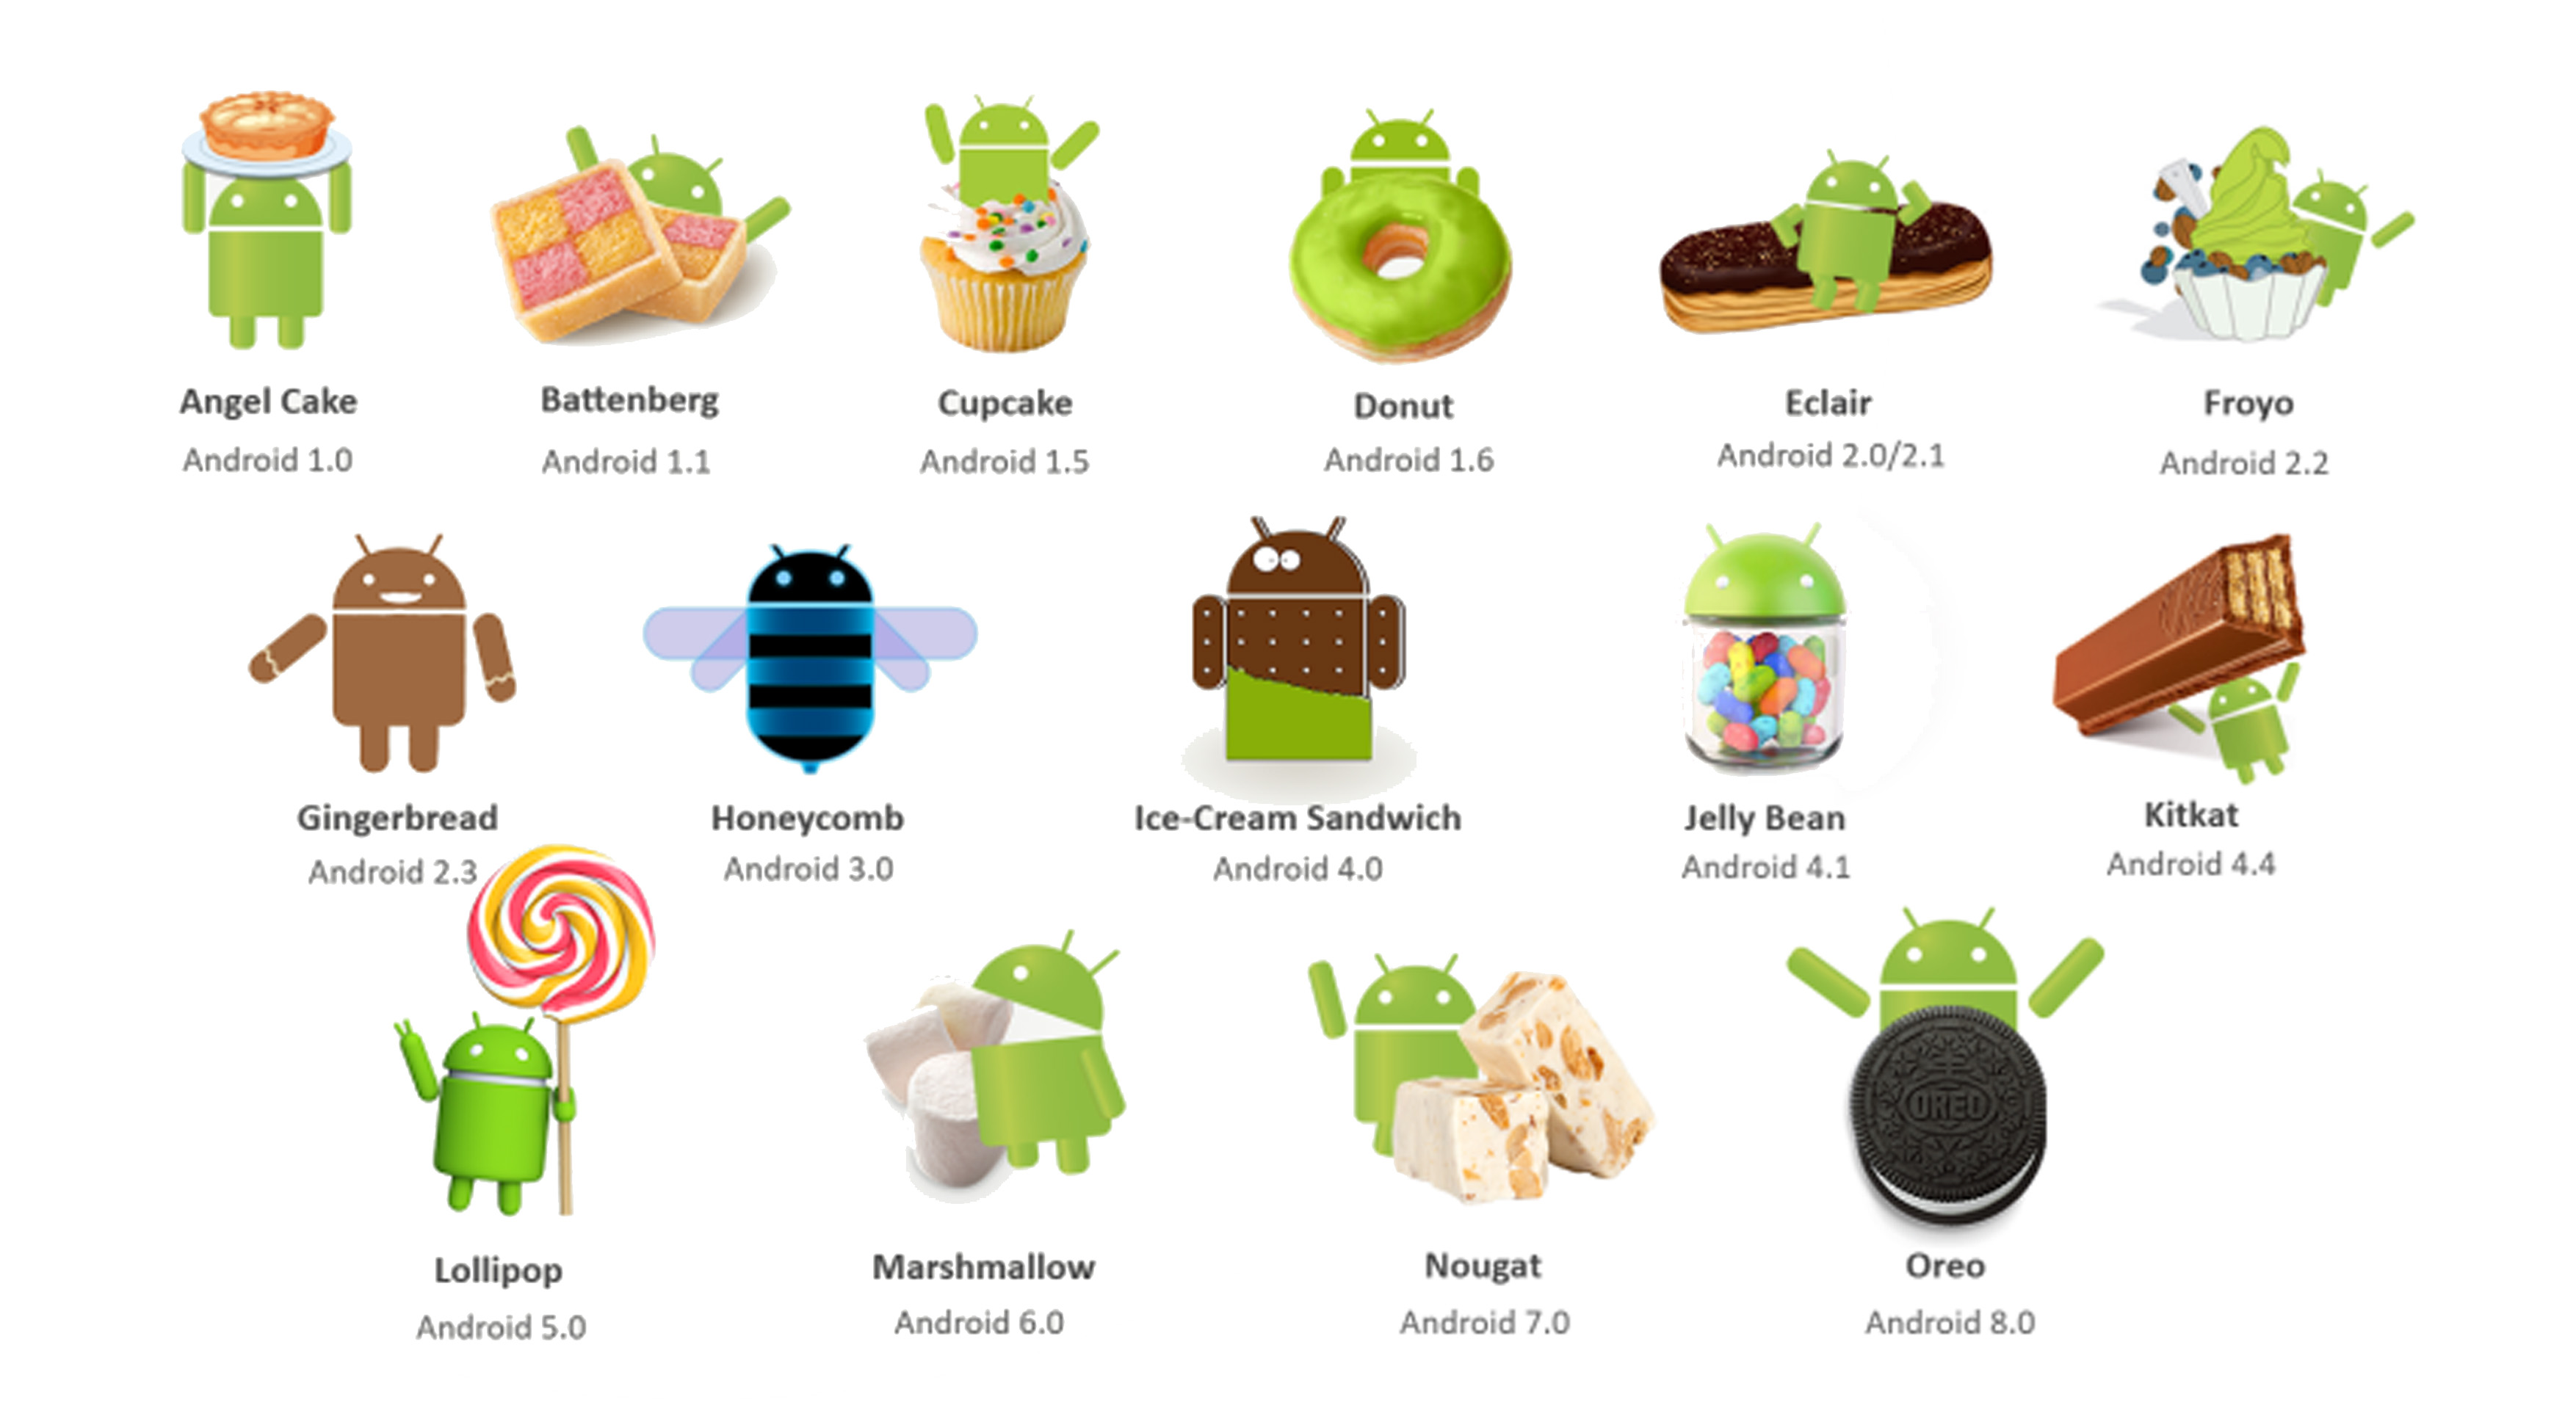 Angel Cake
Android 1.0
Battenberg
Android 1.1
Cupcake
Android 1.5
Donut
Android 1.6
Eclair
Android 2.0/2.1
Froyo
Android 2.2
Gingerbread
Android 2.3
Honeycomb
Android 3.0
Ice-Cream Sandwich
Android 4.0
Jelly Bean
Android 4.1
Kitkat
Android 4.4
Lollipop
Android 5.0
Marshmallow
Android 6.0
Nougat
Android 7.0
OREO
Oreo
Android 8.0